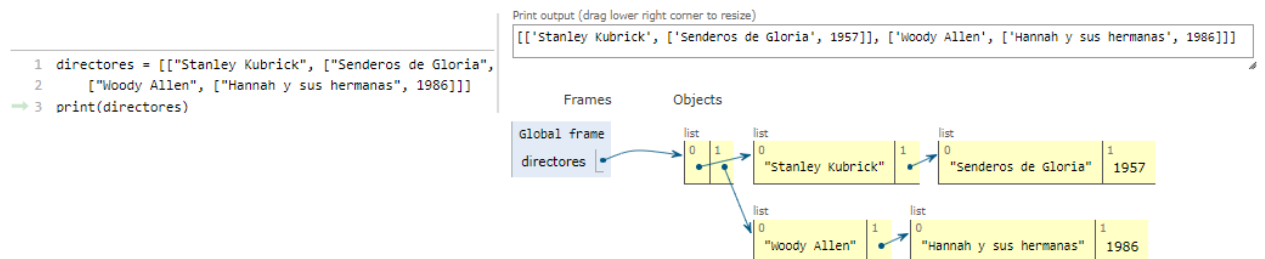 Print output (drag lower right corner to resize)
[['Stanley Kubrick', ['Senderos de Gloria', 1957]], ['Woody Allen', ['Hannah y sus hermanas', 1986]]]
1 directores = [["Stanley Kubrick", ["Senderos de Gloria",
2 ["Woody Allen", ["Hannah y sus hermanas", 1986]]]
3 print(directores)
Frames Objects
Global frame
directores
list list list
0 1 0 1 0 1
"Stanley Kubrick" "Senderos de Gloria" 1957
list list
0 1 0 1
"Woody Allen" "Hannah y sus hermanas" 1986